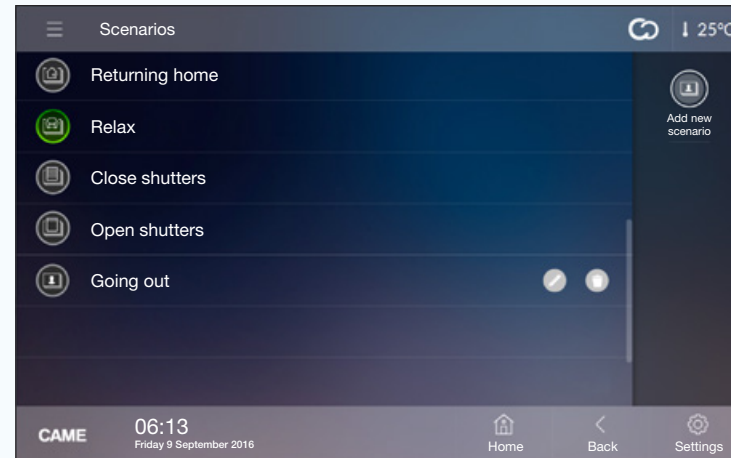 Scenarios
25°C
Returning home
Add new
scenario
Relax
Close shutters
Open shutters
Going out
CAME
06:13
Friday 9 September 2016
Home
Back
Settings